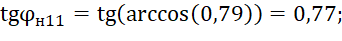 tgφн11 = tg(arccos(0,79)) = 0,77;